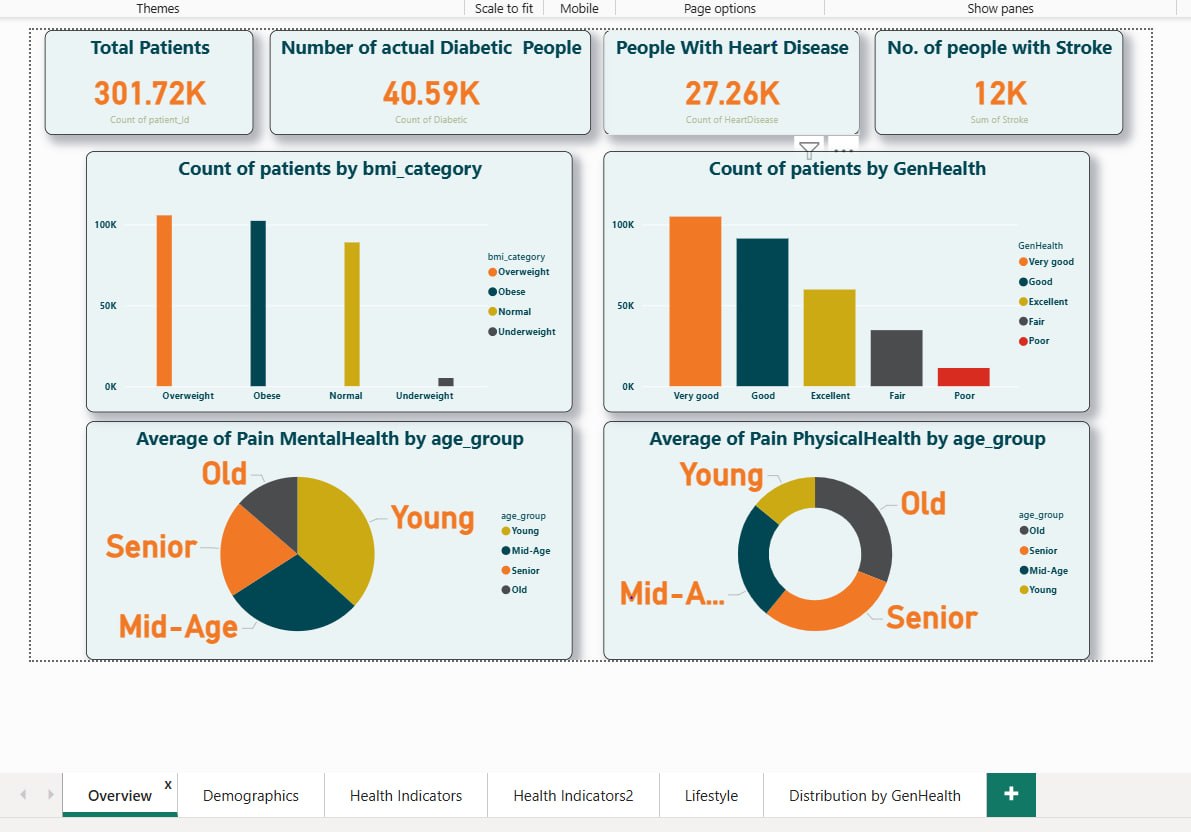 Themes
Scale to fit
Mobile
Page options
Show panes
Total Patients
301.72K
Count of patient_Id
Number of actual Diabetic  People
40.59K
Count of Diabetic
People With Heart Disease
27.26K
Count of HeartDisease
No. of people with Stroke
12K
Sum of Stroke
Count of patients by bmi_category
100K
50K
0K
Overweight
Obese
Normal
Underweight
bmi_category
Overweight
Obese
Normal
Underweight
Count of patients by GenHealth
100K
50K
0K
Very good
Good
Excellent
Fair
Poor
GenHealth
Very good
Good
Excellent
Fair
Poor
Average of Pain MentalHealth by age_group
Old
Young
Senior
Mid-Age
age_group
Young
Mid-Age
Senior
Old
Average of Pain PhysicalHealth by age_group
Young
Old
Mid-A...
Senior
age_group
Old
Senior
Mid-Age
Young
Overview
x
Demographics
Health Indicators
Health Indicators2
Lifestyle
Distribution by GenHealth
+